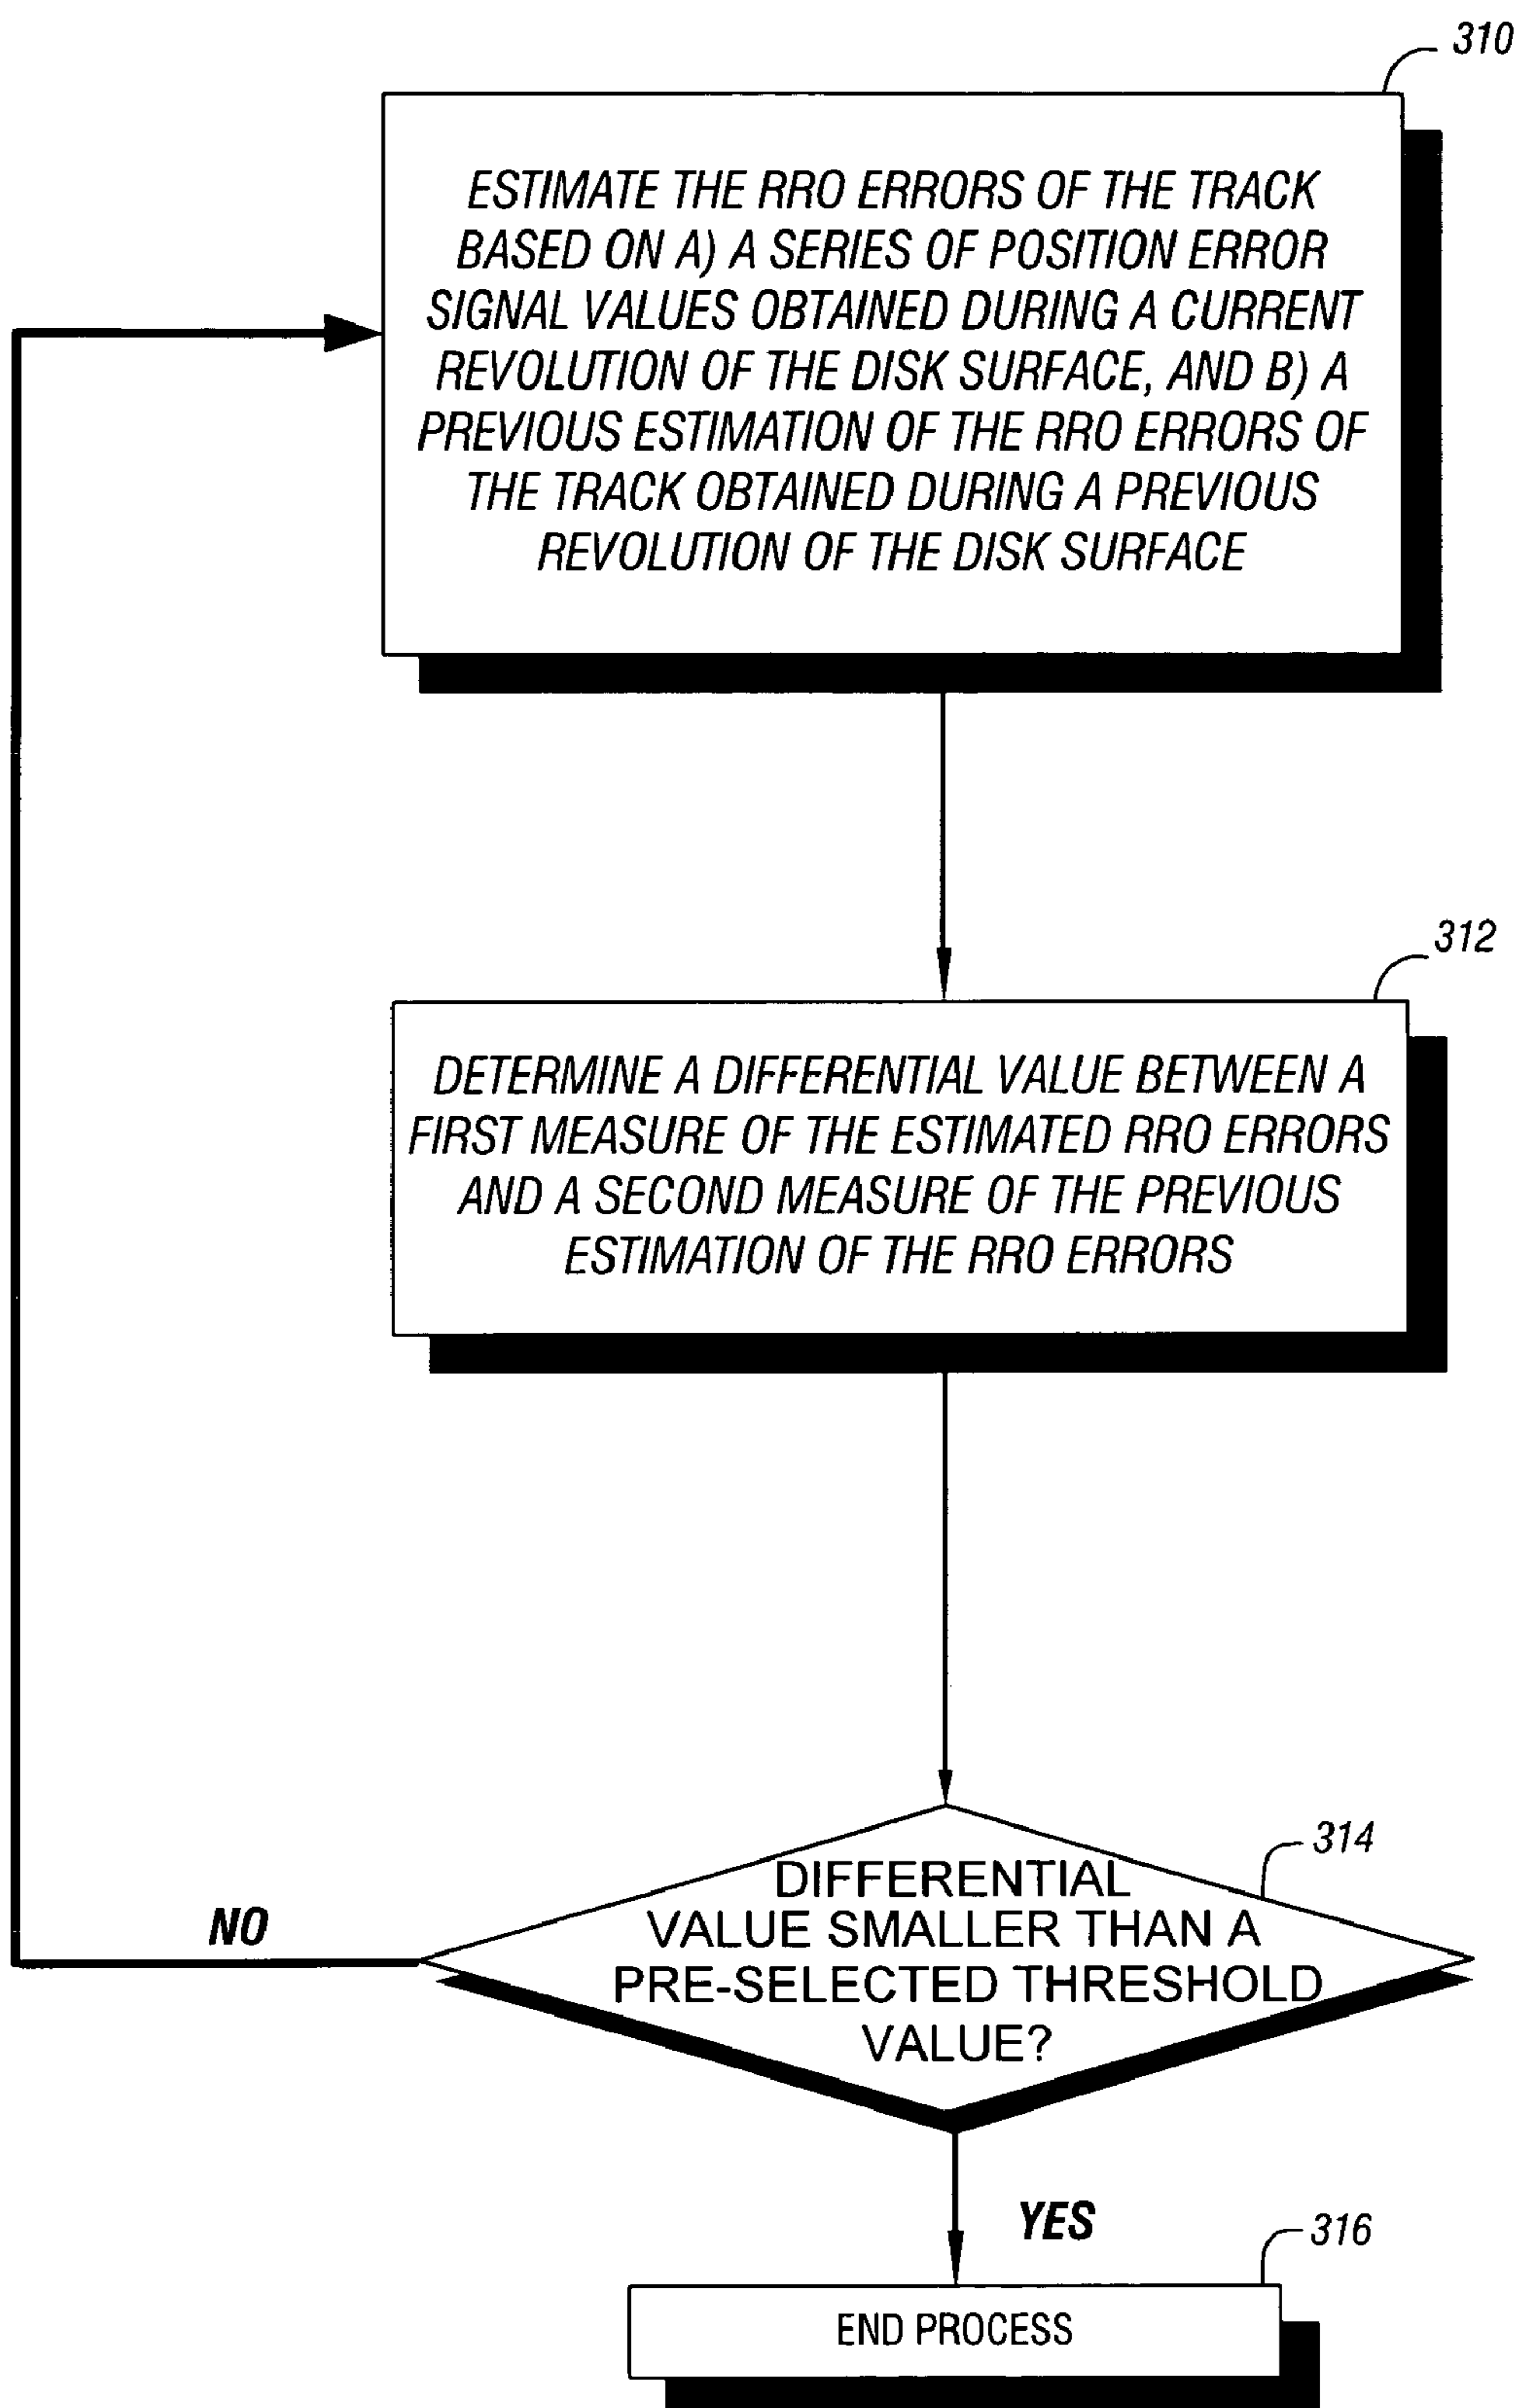 310
ESTIMATE THE RRO ERRORS OF THE TRACK
BASED ON A) A SERIES OF POSITION ERROR
SIGNAL VALUES OBTAINED DURING A CURRENT
REVOLUTION OF THE DISK SURFACE, AND B) A
PREVIOUS ESTIMATION OF THE RRO ERRORS OF
THE TRACK OBTAINED DURING A PREVIOUS
REVOLUTION OF THE DISK SURFACE
312
DETERMINE A DIFFERENTIAL VALUE BETWEEN A
FIRST MEASURE OF THE ESTIMATED RRO ERRORS
AND A SECOND MEASURE OF THE PREVIOUS
ESTIMATION OF THE RRO ERRORS
314
DIFFERENTIAL
VALUE SMALLER THAN A
PRE-SELECTED THRESHOLD
VALUE?
NO
YES
316
END PROCESS